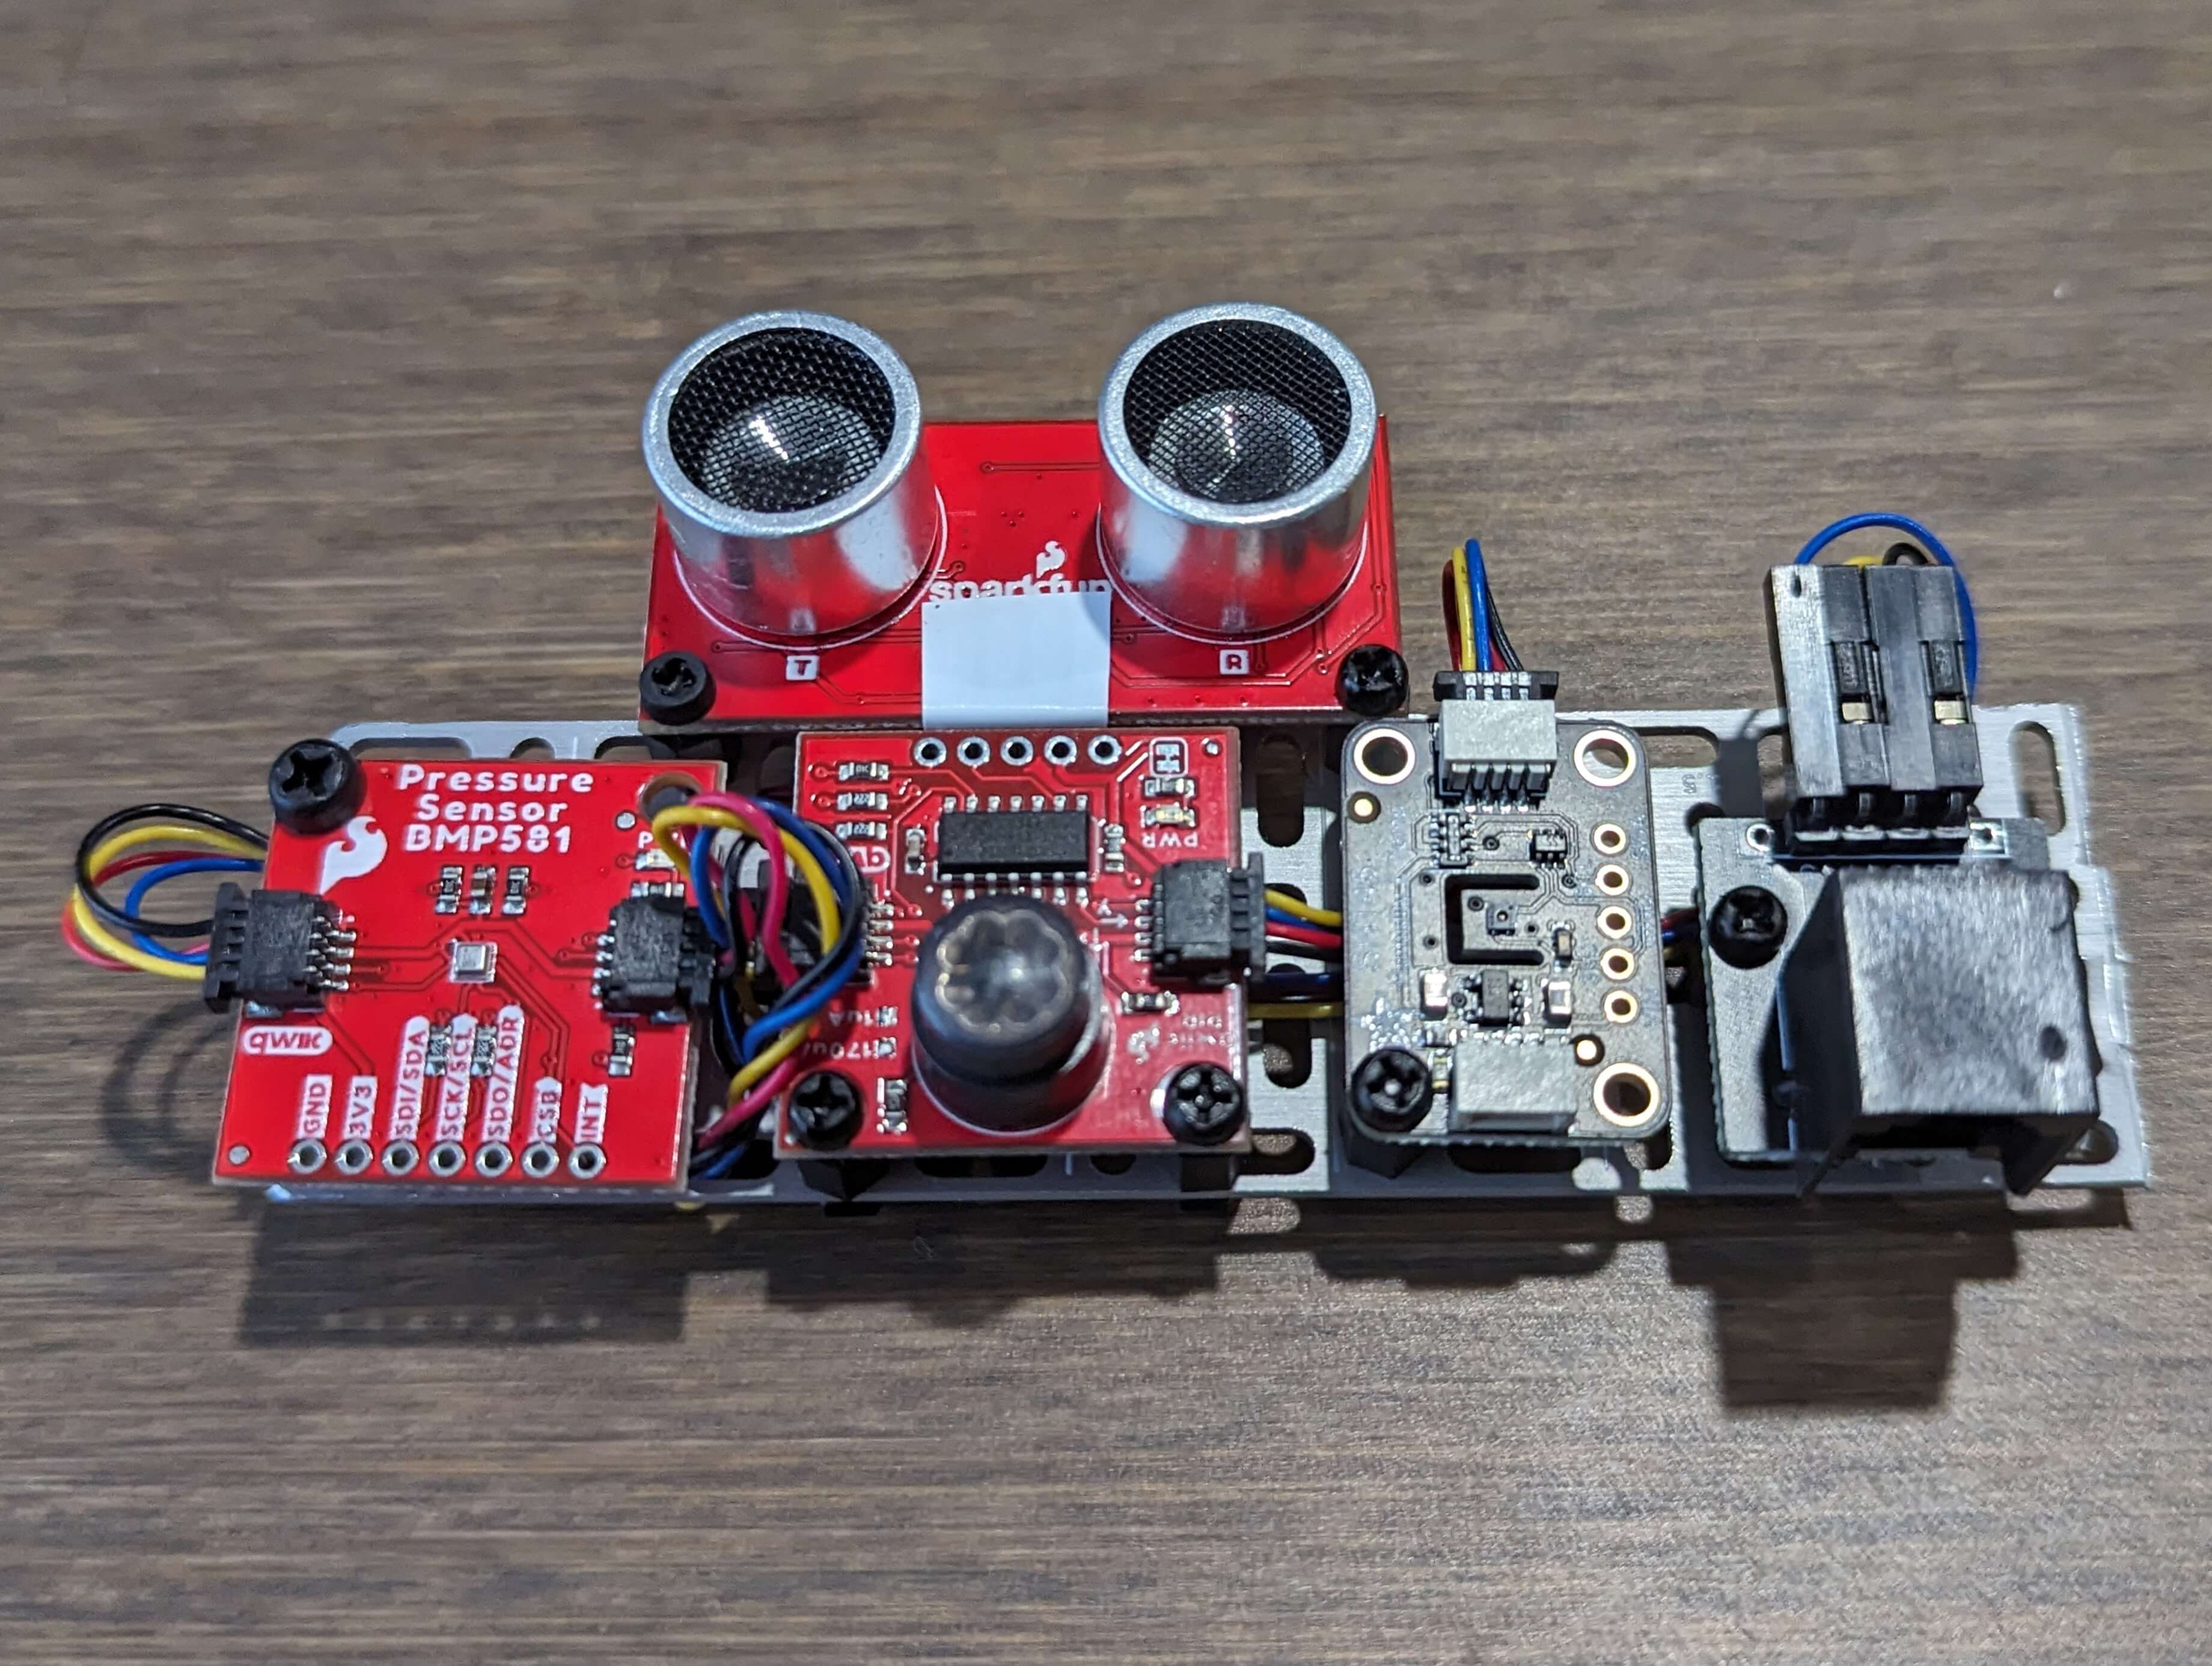 sparkfun
T
R
Pressure
Sensor
BMP581
PWR
qwiic
GND
3V3
SDI/SDA
SCK/SCL
SDO/ADR
CSB
INT